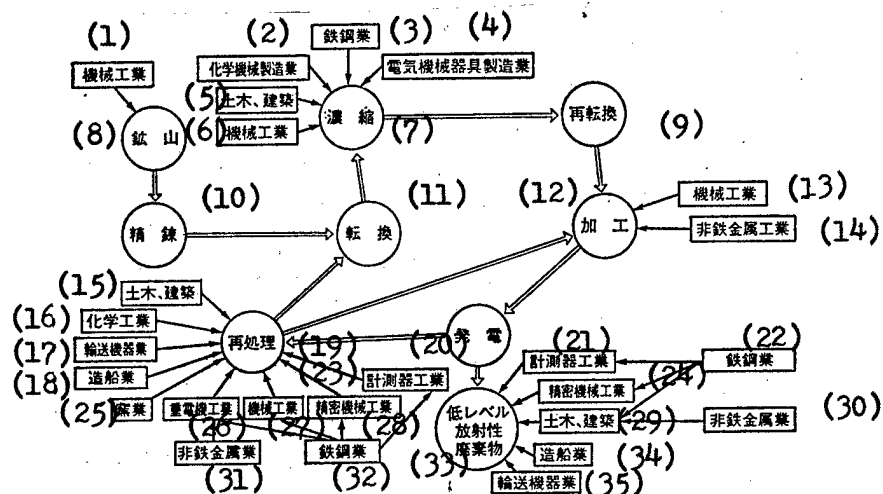 (1)
(2)
鉄鋼業
(3)
(4)
機械工業
化学機械製造業
電気機械器具製造業
(5)
土木、建築
(6)
機械工業
濃縮
(7)
再転換
(8)
鉱山
(9)
(10)
精錬
(11)
転換
(12)
加工
機械工業
(13)
非鉄金属工業
(14)
(15)
土木、建築
(16)
化学工業
(17)
輸送機器業
(18)
造船業
再処理
(19)
(20)
発電
(21)
計測器工業
(22)
鉄鋼業
(23)
計測器工業
精密機械工業
(24)
(25)
窯業
重電機工業
機械工業
精密機械工業
(26)
(27)
(28)
低レベル
放射性
廃棄物
土木、建築
(29)
非鉄金属業
(30)
非鉄金属業
(31)
鉄鋼業
(32)
(33)
造船業
(34)
輸送機器業
(35)